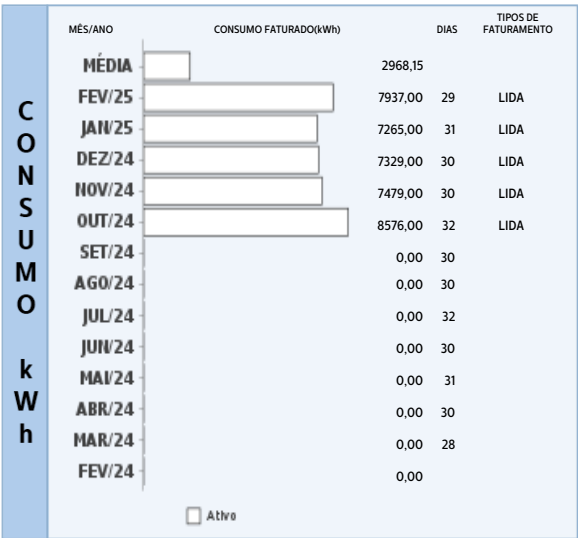 CONSUMO kWh
MÊS/ANO CONSUMO FATURADO(kWh) DIAS TIPOS DE FATURAMENTO
MÉDIA 2968,15
FEV/25 7937,00 29 LIDA
JAN/25 7265,00 31 LIDA
DEZ/24 7329,00 30 LIDA
NOV/24 7479,00 30 LIDA
OUT/24 8576,00 32 LIDA
SET/24 0,00 30
AGO/24 0,00 30
JUL/24 0,00 32
JUN/24 0,00 30
MAI/24 0,00 31
ABR/24 0,00 30
MAR/24 0,00 28
FEV/24 0,00
Ativo